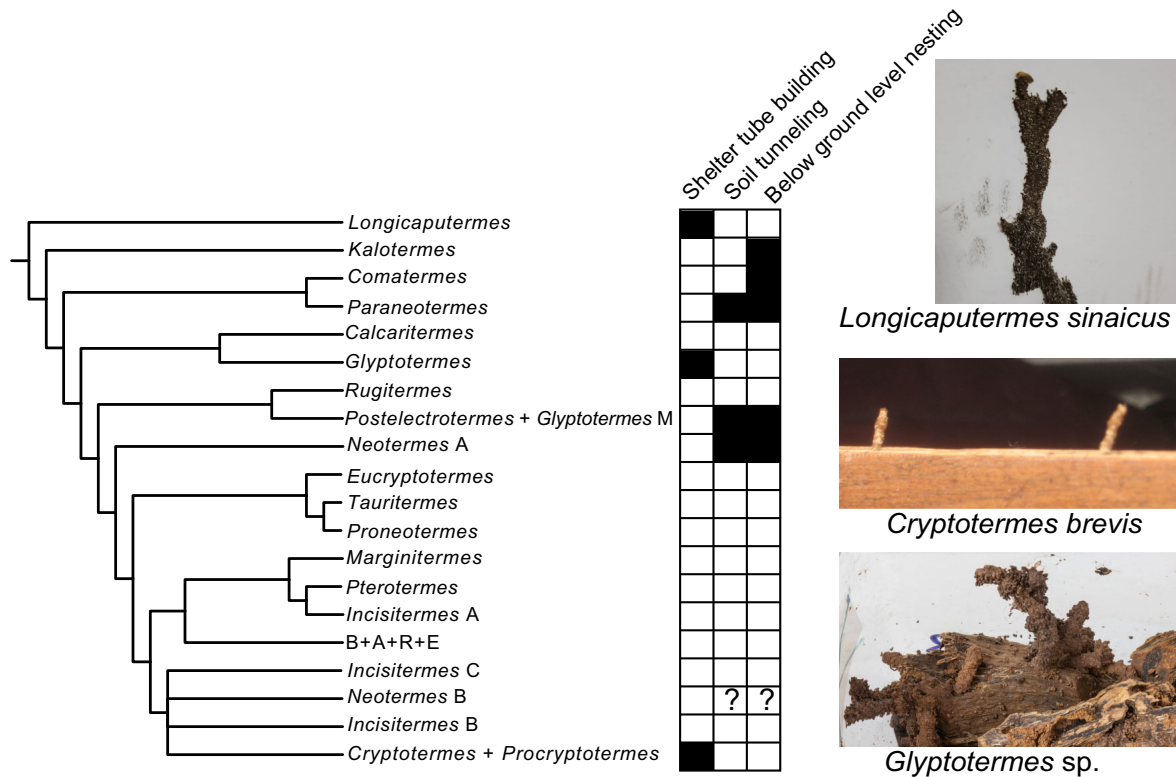 Shelter tube building
Soil tunneling
Below ground level nesting
Longicaputermes
Kalotermes
Comatermes
Paraneotermes
Calcaritermes
Glyptotermes
Rugitermes
Postelectrotermes + Glyptotermes M
Neotermes A
Eucryptotermes
Tauritermes
Proneotermes
Marginitermes
Pterotermes
Incisitermes A
B+A+R+E
Incisitermes C
Neotermes B
? ?
Incisitermes B
Cryptotermes + Procryptotermes
Longicaputermes sinaicus
Cryptotermes brevis
Glyptotermes sp.